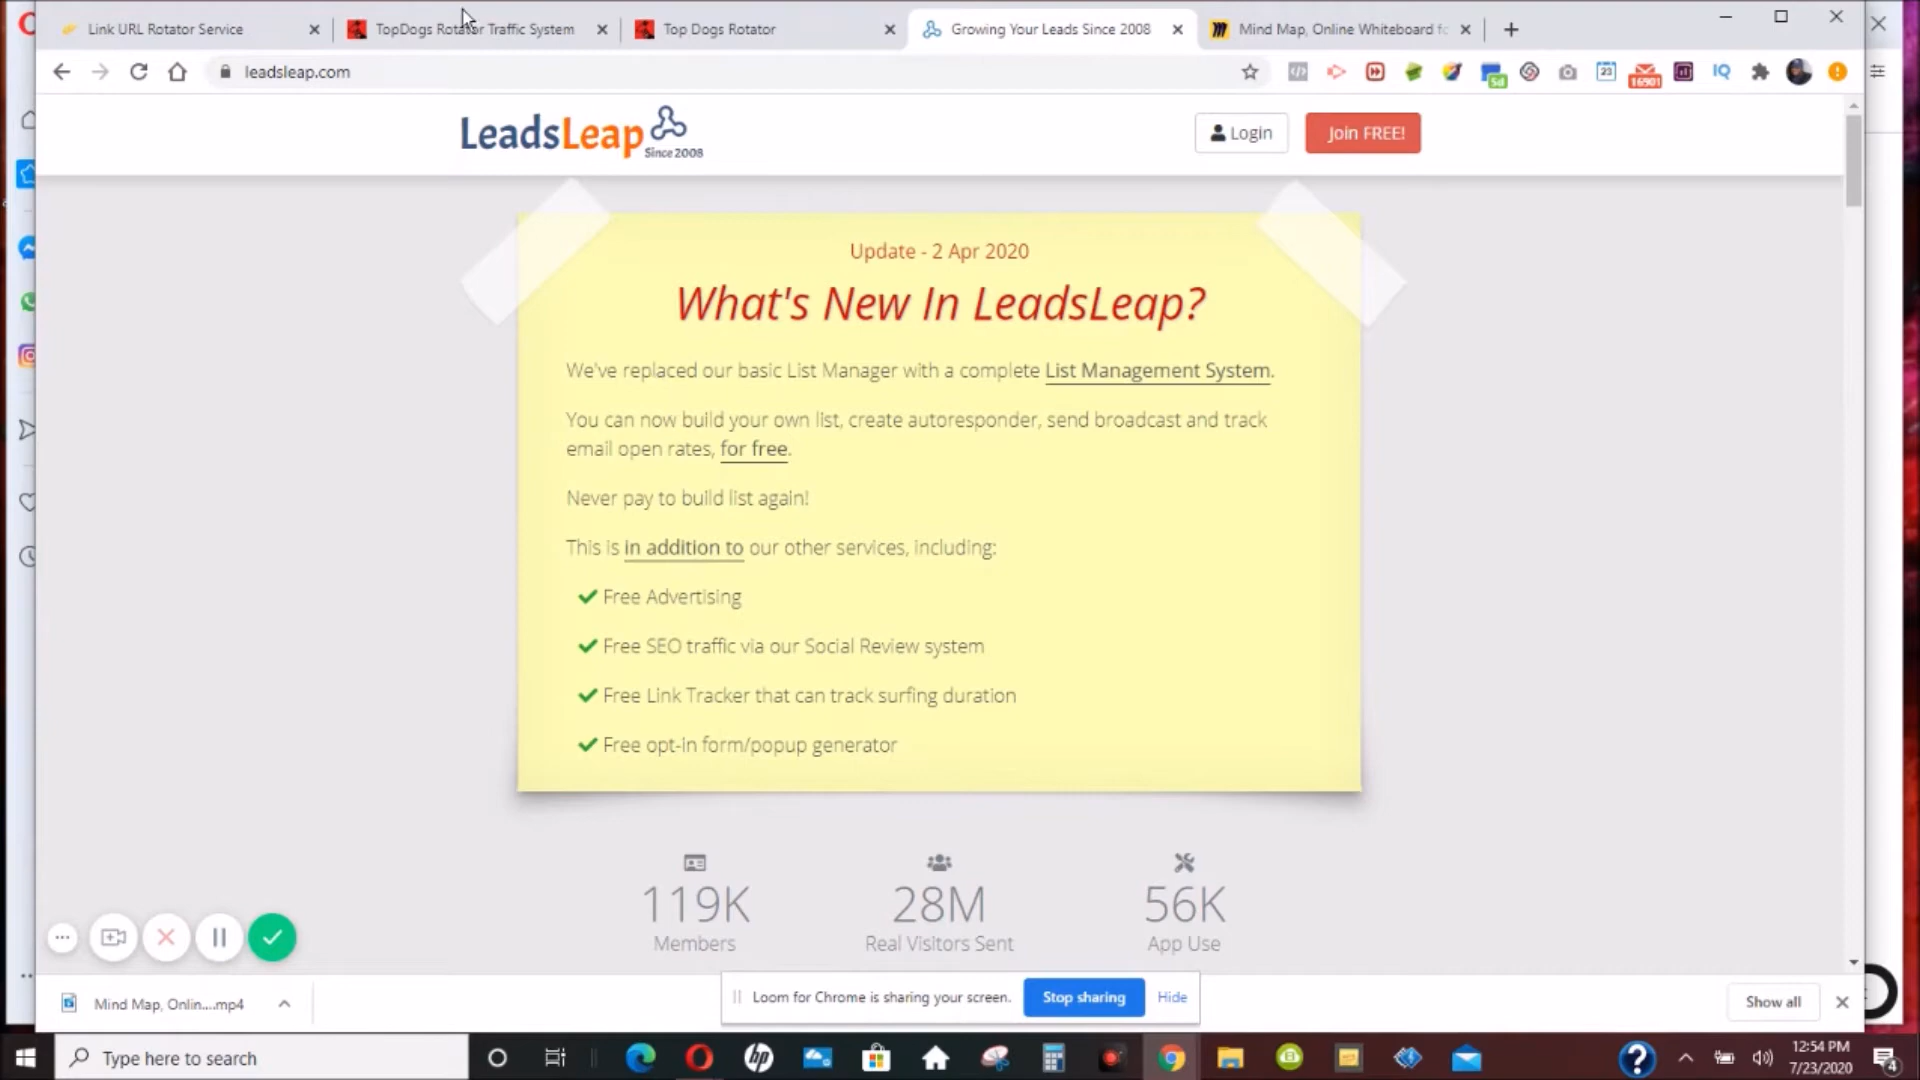 Link URL Rotator Service
TopDogs Rotator Traffic System
Top Dogs Rotator
Growing Your Leads Since 2008
Mind Map, Online Whiteboard fo
leadsleap.com
5d
23
16901
IQ
LeadsLeap
Since 2008
Login
Join FREE!
Update - 2 Apr 2020
What's New In LeadsLeap?
We've replaced our basic List Manager with a complete List Management System.
You can now build your own list, create autoresponder, send broadcast and track
email open rates, for free.
Never pay to build list again!
This is in addition to our other services, including:
Free Advertising
Free SEO traffic via our Social Review system
Free Link Tracker that can track surfing duration
Free opt-in form/popup generator
119K
28M
56K
Members
Real Visitors Sent
App Use
Mind Map, Onlin....mp4
Loom for Chrome is sharing your screen.
Stop sharing
Hide
Show all
Type here to search
hp
12:54 PM
7/23/2020
4